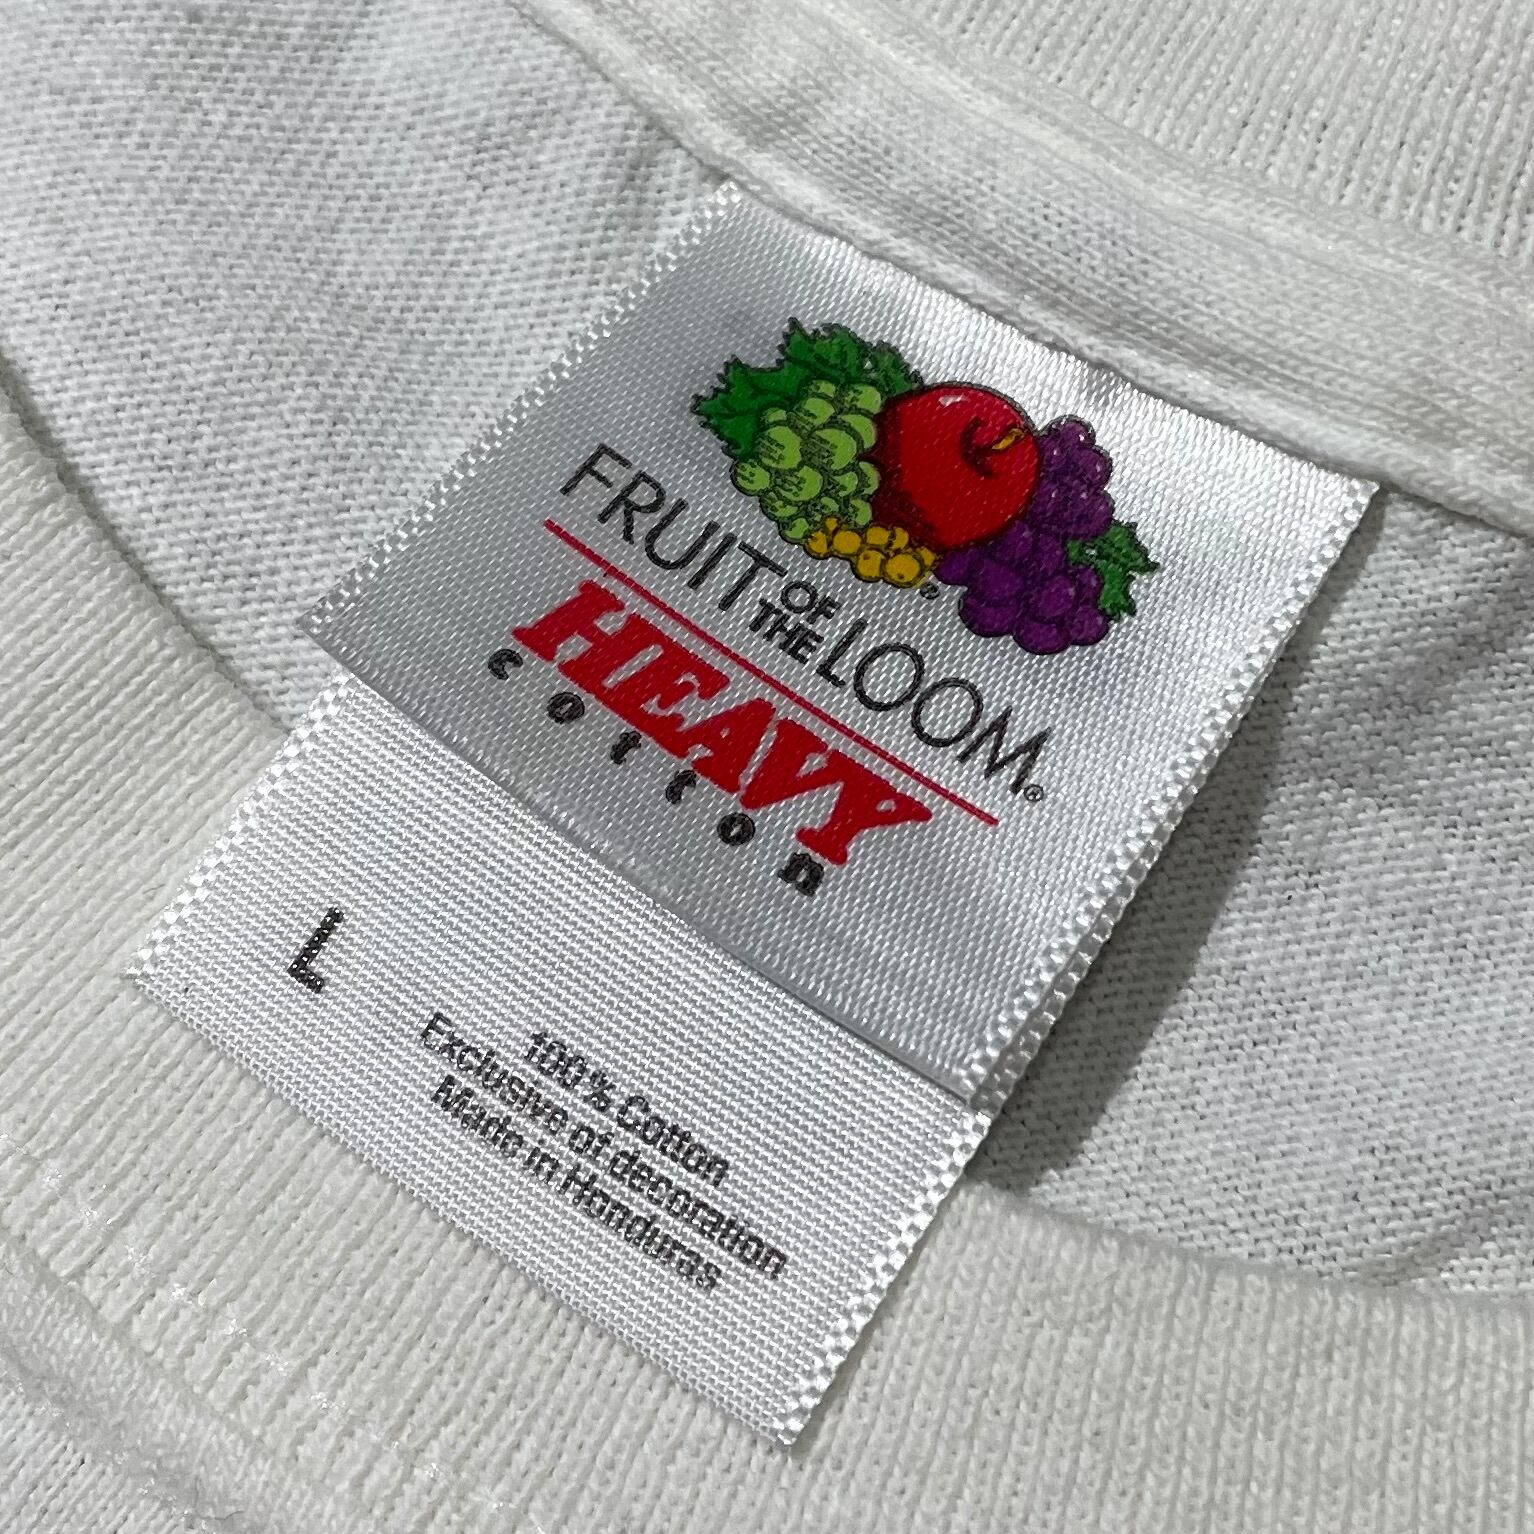 FRUIT OF THE LOOM®
HEAVY
cotton
L
100% Cotton
Exclusive of decoration
Made in Honduras